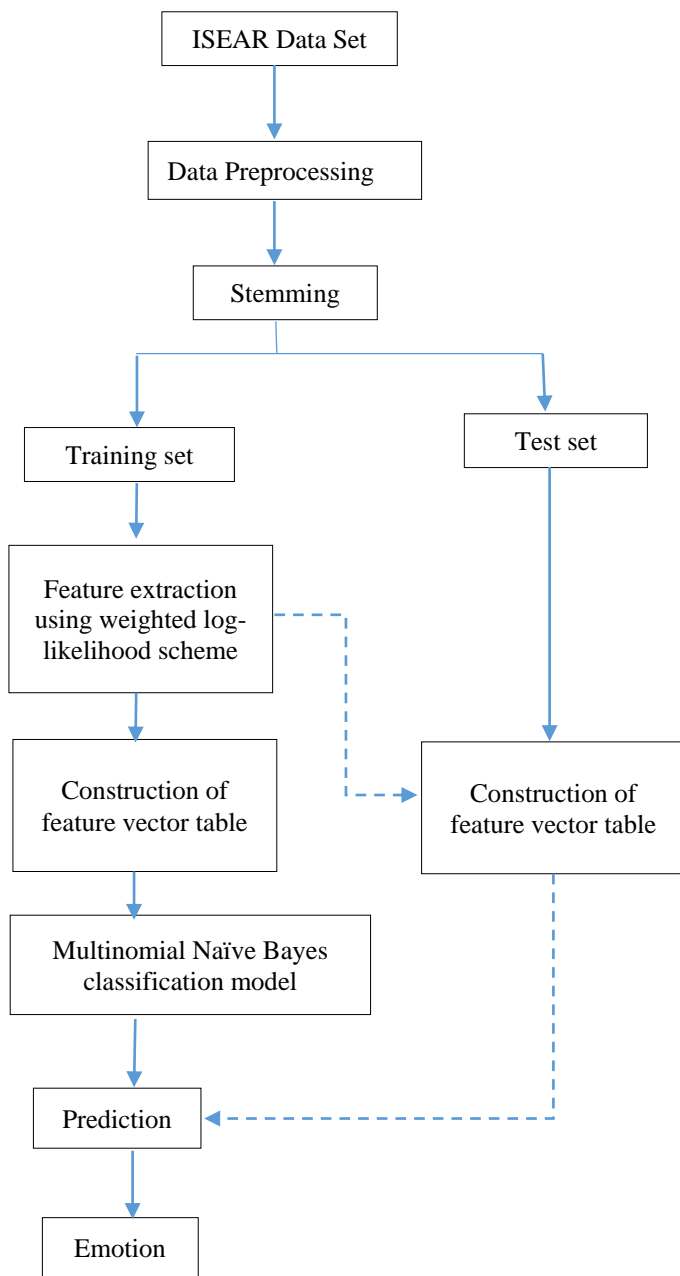 ISEAR Data Set
Data Preprocessing
Stemming
Training set
Test set
Feature extraction
using weighted log-
likelihood scheme
Construction of
feature vector table
Construction of
feature vector table
Multinomial Naïve Bayes
classification model
Prediction
Emotion